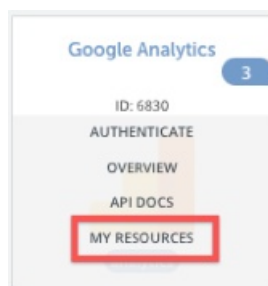 Google Analytics
3
ID: 6830
AUTHENTICATE
OVERVIEW
API DOCS
MY RESOURCES